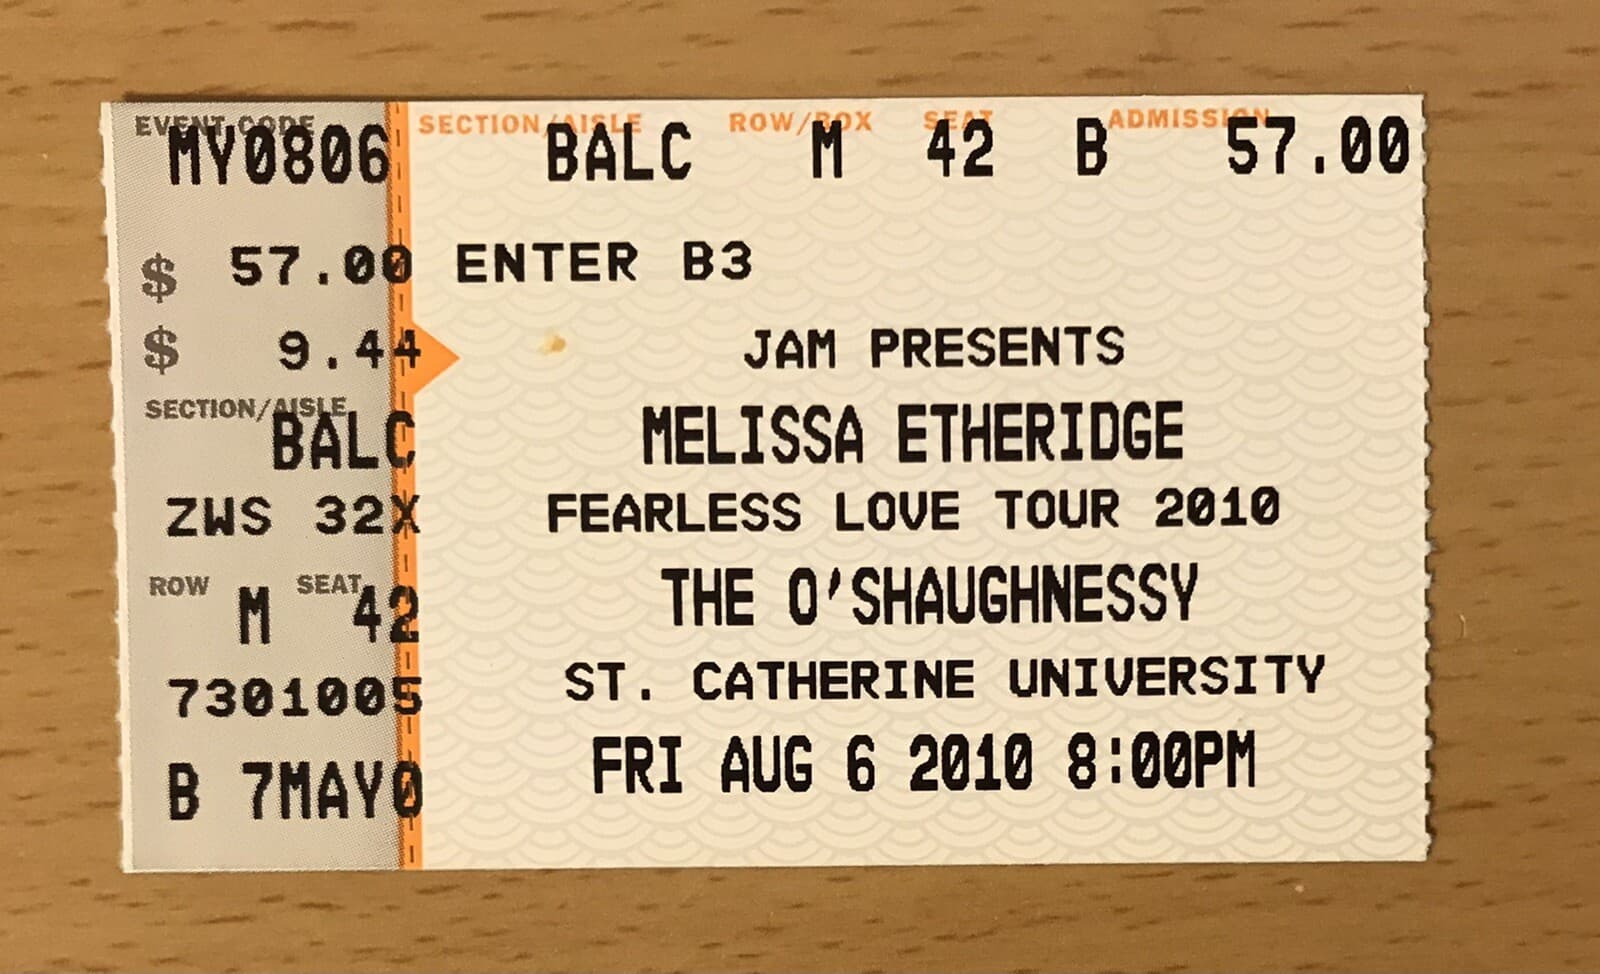 EVENT CODE
MY0806
$ 57.00
$ 9.44
SECTION/AISLE
BALC
ZWS 32X
ROW SEAT
M 42
7301005
B 7MAY0
SECTION/AISLE ROW/BOX SEAT ADMISSION
BALC M 42 B 57.00
ENTER B3
JAM PRESENTS
MELISSA ETHERIDGE
FEARLESS LOVE TOUR 2010
THE O'SHAUGHNESSY
ST. CATHERINE UNIVERSITY
FRI AUG 6 2010 8:00PM